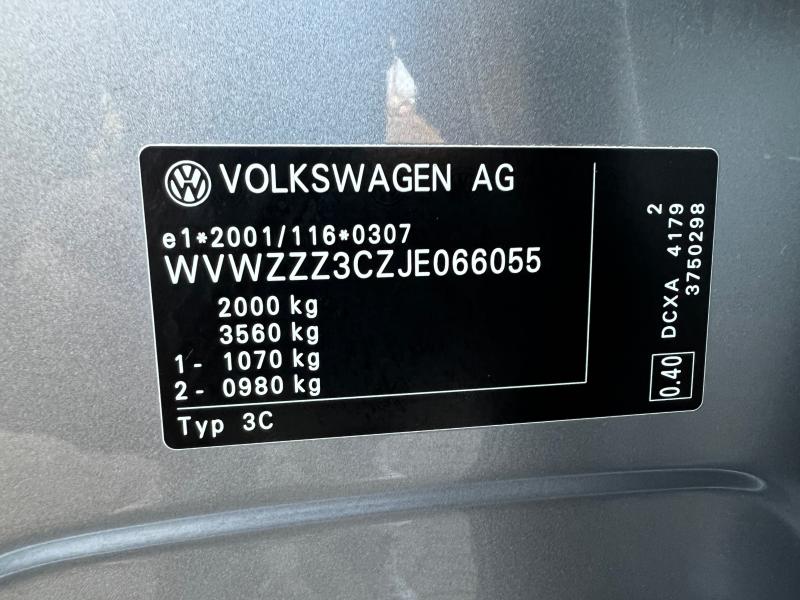 VOLKSWAGEN AG
e1*2001/116*0307
WVWZZZ3CZJE066055
2000 kg
3560 kg
1- 1070 kg
2- 0980 kg
Typ 3C
2
DCXA 4179
3750298
0.40